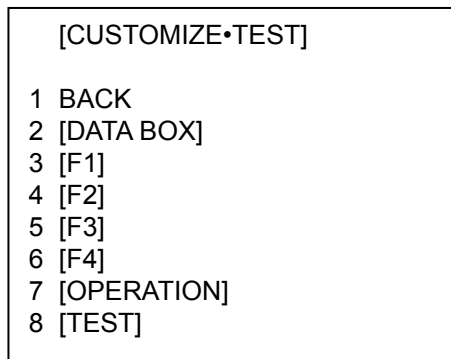 [CUSTOMIZE•TEST]
1 BACK
2 [DATA BOX]
3 [F1]
4 [F2]
5 [F3]
6 [F4]
7 [OPERATION]
8 [TEST]